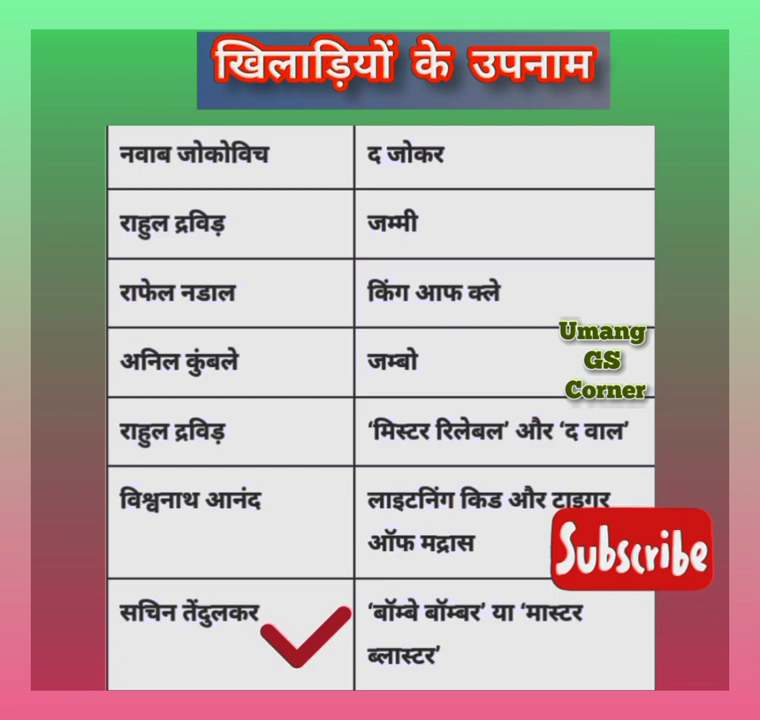 खिलाड़ियों के उपनाम
नवाब जोकोविच द जोकर
राहुल द्रविड़ जम्मी
राफेल नडाल किंग आफ क्ले
Umang
GS
Corner
अनिल कुंबले जम्बो
राहुल द्रविड़ 'मिस्टर रिलेबल' और 'द वाल'
विश्वनाथ आनंद लाइटनिंग किड और टाइगर
ऑफ मद्रास
Subscribe
सचिन तेंदुलकर 'बॉम्बे बॉम्बर' या 'मास्टर
ब्लास्टर'